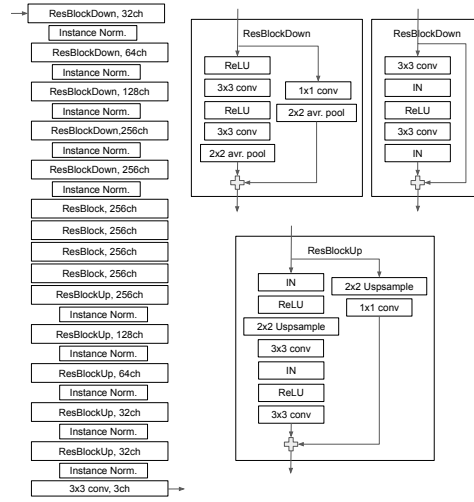 ResBlockDown, 32ch
Instance Norm.
ResBlockDown, 64ch
Instance Norm.
ResBlockDown, 128ch
Instance Norm.
ResBlockDown,256ch
Instance Norm.
ResBlockDown, 256ch
Instance Norm.
ResBlock, 256ch
ResBlock, 256ch
ResBlock, 256ch
ResBlock, 256ch
ResBlockUp, 256ch
Instance Norm.
ResBlockUp, 128ch
Instance Norm.
ResBlockUp, 64ch
Instance Norm.
ResBlockUp, 32ch
Instance Norm.
ResBlockUp, 32ch
Instance Norm.
3x3 conv, 3ch
ResBlockDown
ReLU
3x3 conv
ReLU
3x3 conv
2x2 avr. pool
1x1 conv
2x2 avr. pool
ResBlockDown
3x3 conv
IN
ReLU
3x3 conv
IN
ResBlockUp
IN
ReLU
2x2 Uspsample
3x3 conv
IN
ReLU
3x3 conv
2x2 Uspsample
1x1 conv